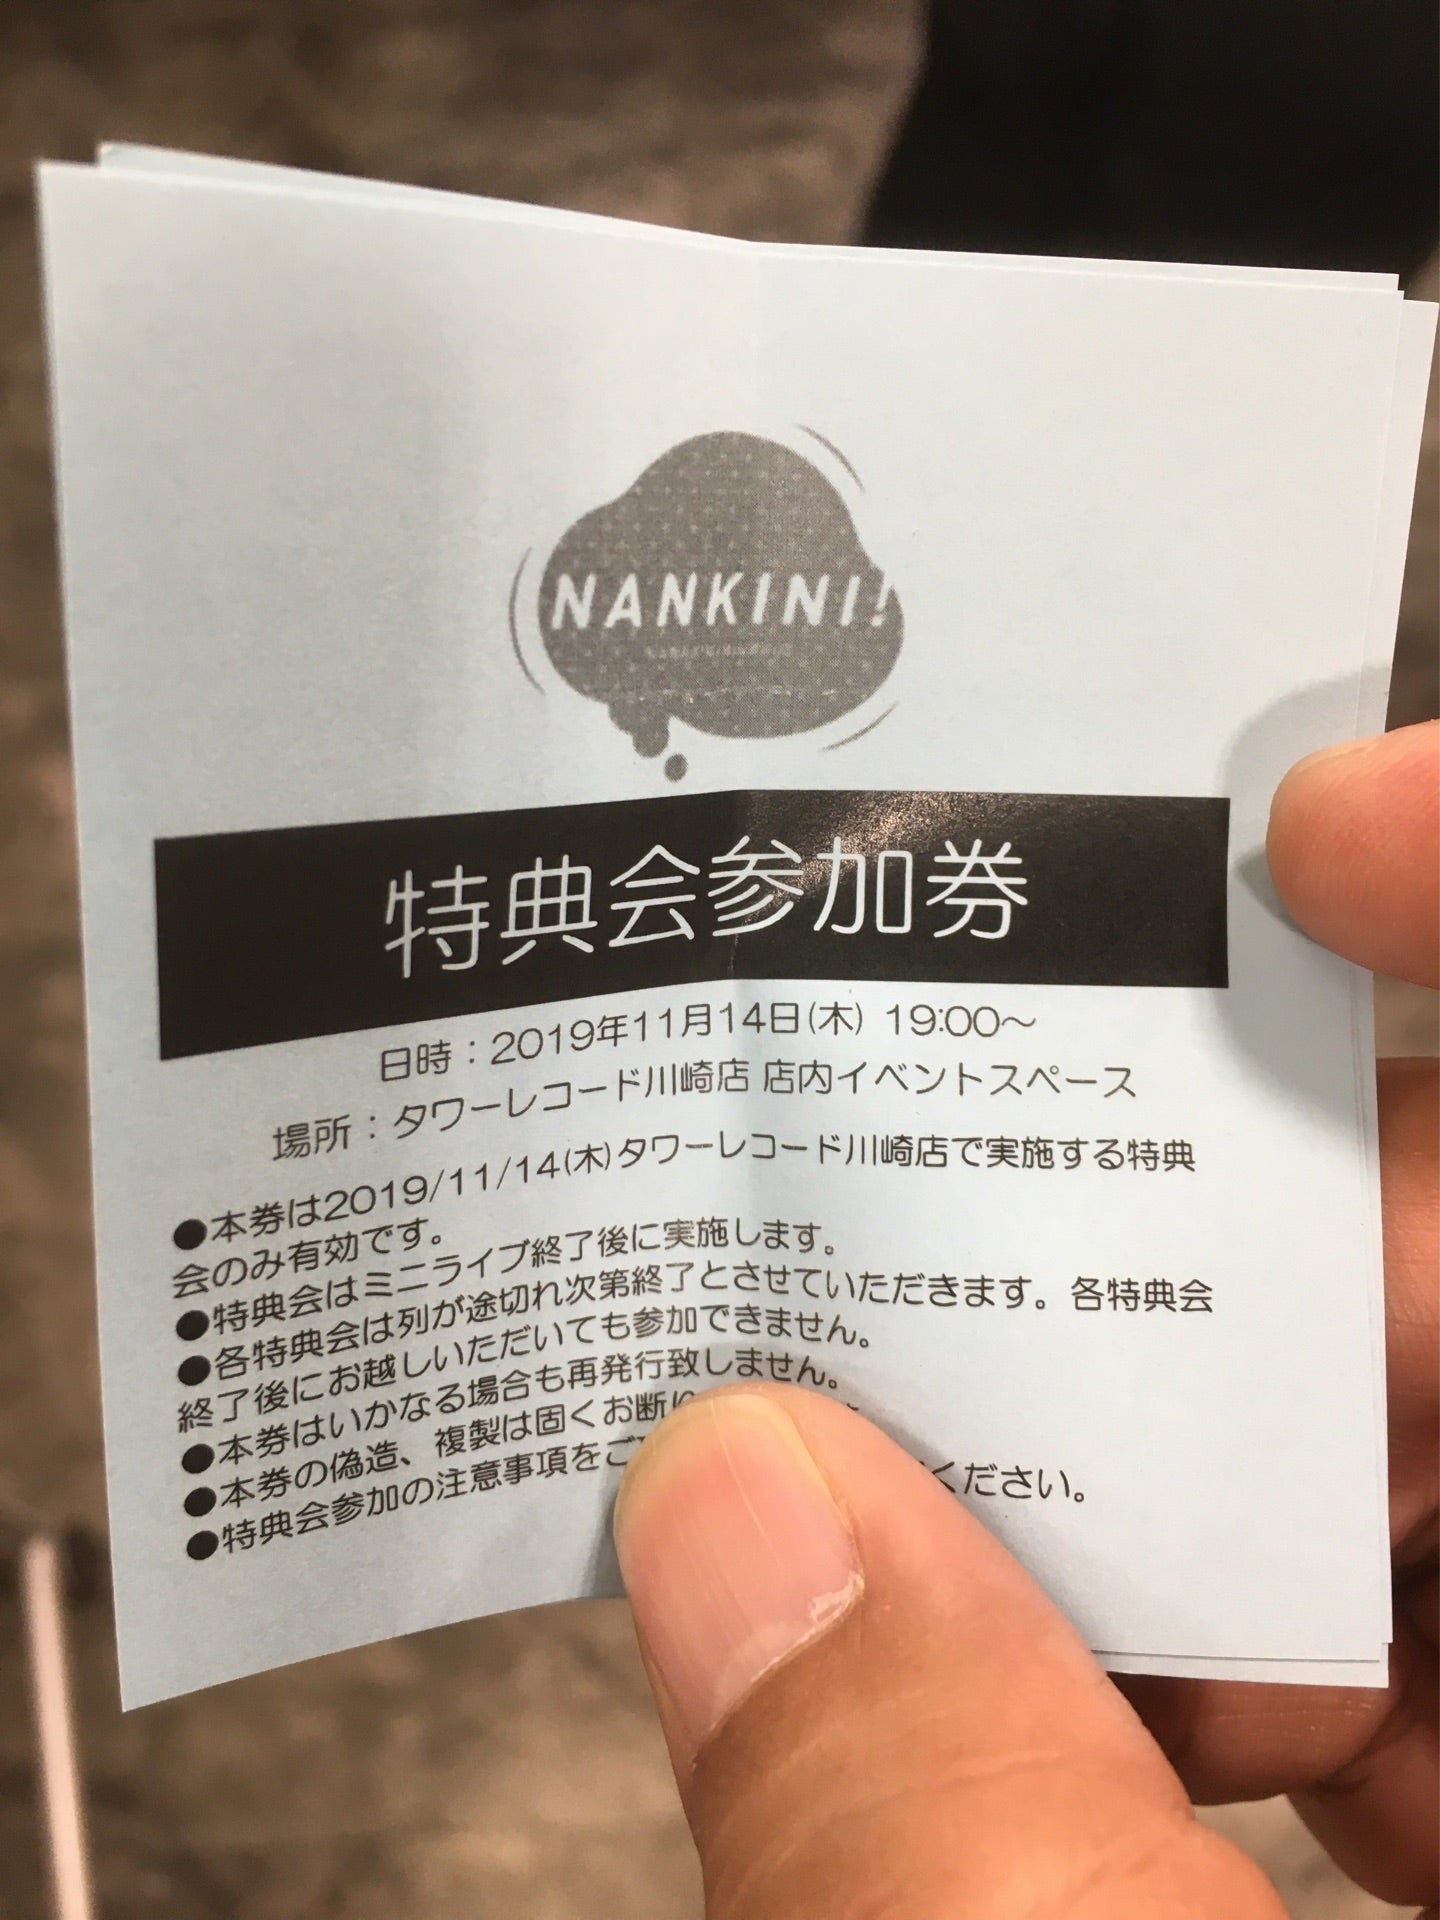 NANKINI!
特典会参加券
日時：2019年11月14日(木) 19:00〜
場所：タワーレコード川崎店 店内イベントスペース
●本券は2019/11/14(木)タワーレコード川崎店で実施する特典
会のみ有効です。
●特典会はミニライブ終了後に実施します。
●各特典会は列が途切れ次第終了とさせていただきます。各特典会
終了後にお越しいただいても参加できません。
●本券はいかなる場合も再発行致しません。
●本券の偽造、複製は固くお断り
●特典会参加の注意事項をご ください。